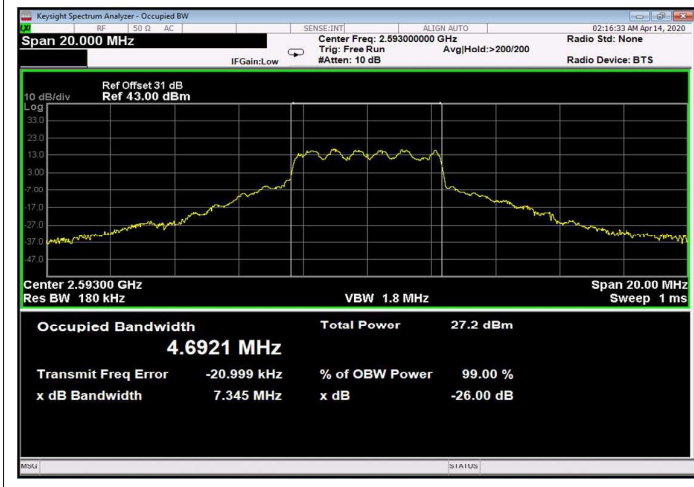 Keysight Spectrum Analyzer - Occupied BW
RF 50 Ω AC SENSE:INT ALIGN AUTO 02:16:33 AM Apr 14, 2020
Span 20.000 MHz Center Freq: 2.593000000 GHz Radio Std: None
Trig: Free Run Avg|Hold:>200/200
IFGain:Low #Atten: 10 dB Radio Device: BTS
Ref Offset 31 dB
10 dB/div Ref 43.00 dBm
Log
33.0
23.0
13.0
3.00
-7.00
-17.0
-27.0
-37.0
-47.0
Center 2.59300 GHz Span 20.00 MHz
Res BW 180 kHz VBW 1.8 MHz Sweep 1 ms
Occupied Bandwidth Total Power 27.2 dBm
4.6921 MHz
Transmit Freq Error -20.999 kHz % of OBW Power 99.00 %
x dB Bandwidth 7.345 MHz x dB -26.00 dB
MSG STATUS